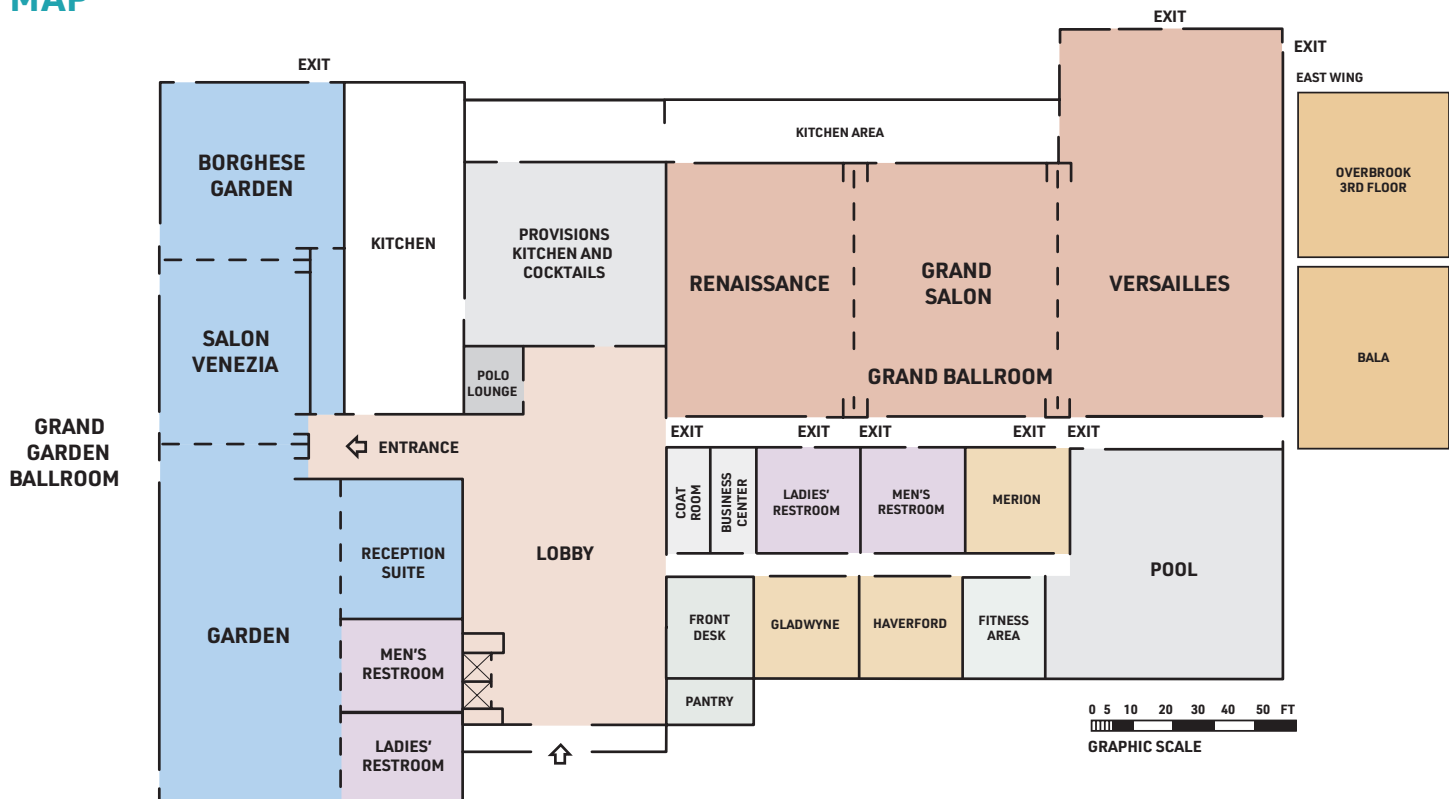 MAP
EXIT
EXIT
EXIT
EAST WING
KITCHEN AREA
BORGHESE
GARDEN
OVERBROOK
3RD FLOOR
KITCHEN
PROVISIONS
KITCHEN AND
COCKTAILS
RENAISSANCE
GRAND
SALON
VERSAILLES
SALON
VENEZIA
BALA
POLO
LOUNGE
GRAND BALLROOM
GRAND
GARDEN
BALLROOM
ENTRANCE
EXIT
EXIT
EXIT
EXIT
EXIT
COAT
ROOM
BUSINESS
CENTER
LADIES'
RESTROOM
MEN'S
RESTROOM
MERION
RECEPTION
SUITE
LOBBY
POOL
GARDEN
FRONT
DESK
GLADWYNE
HAVERFORD
FITNESS
AREA
MEN'S
RESTROOM
PANTRY
0 5 10 20 30 40 50 FT
GRAPHIC SCALE
LADIES'
RESTROOM